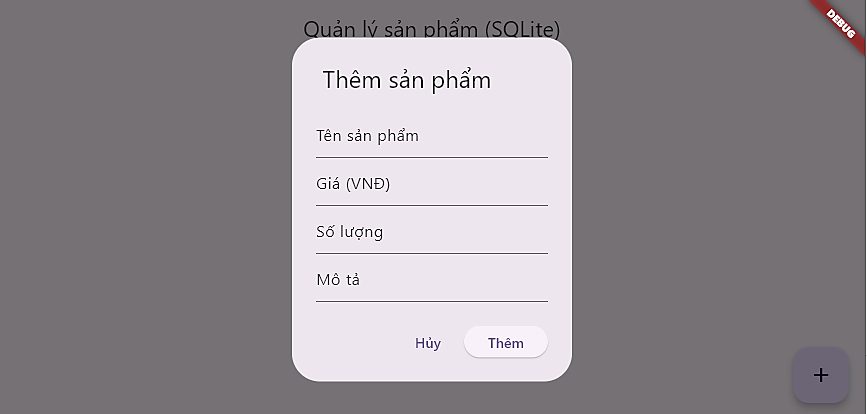 Quản lý sản phẩm (SQLite)
DEBUG
Thêm sản phẩm
Tên sản phẩm
Giá (VNĐ)
Số lượng
Mô tả
Hủy
Thêm
+